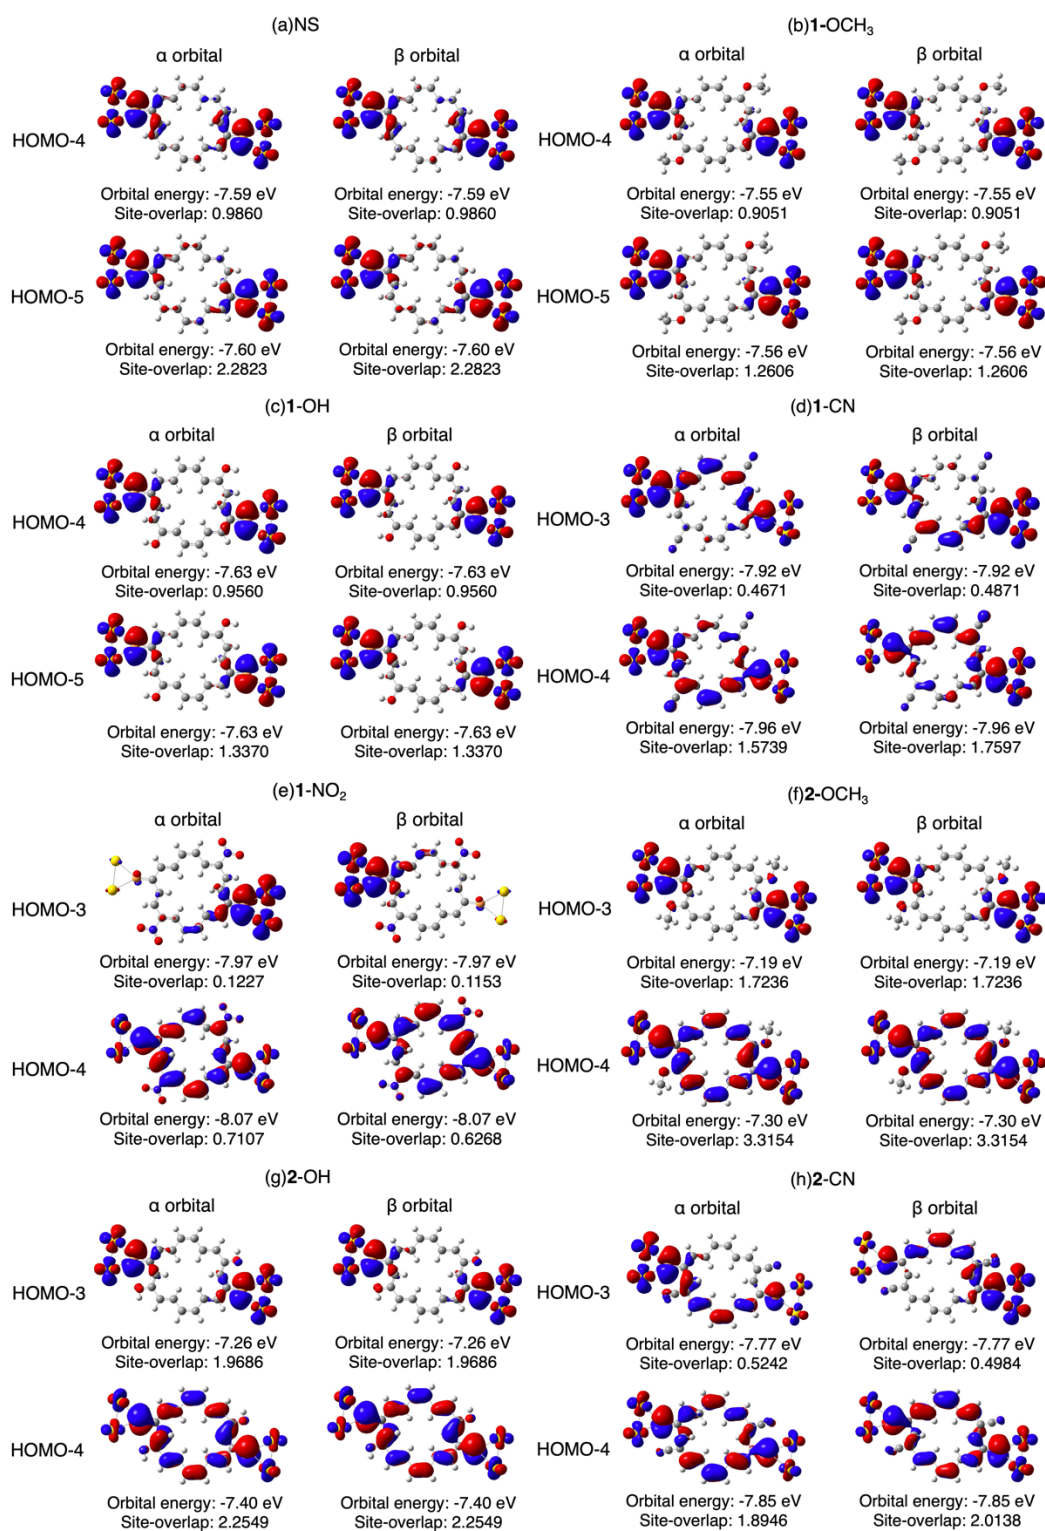 (a)NS
α orbital β orbital
HOMO-4
Orbital energy: -7.59 eV Orbital energy: -7.59 eV
Site-overlap: 0.9860 Site-overlap: 0.9860
HOMO-5
Orbital energy: -7.60 eV Orbital energy: -7.60 eV
Site-overlap: 2.2823 Site-overlap: 2.2823
(b)1-OCH₃
α orbital β orbital
HOMO-4
Orbital energy: -7.55 eV Orbital energy: -7.55 eV
Site-overlap: 0.9051 Site-overlap: 0.9051
HOMO-5
Orbital energy: -7.56 eV Orbital energy: -7.56 eV
Site-overlap: 1.2606 Site-overlap: 1.2606
(c)1-OH
α orbital β orbital
HOMO-4
Orbital energy: -7.63 eV Orbital energy: -7.63 eV
Site-overlap: 0.9560 Site-overlap: 0.9560
HOMO-5
Orbital energy: -7.63 eV Orbital energy: -7.63 eV
Site-overlap: 1.3370 Site-overlap: 1.3370
(d)1-CN
α orbital β orbital
HOMO-3
Orbital energy: -7.92 eV Orbital energy: -7.92 eV
Site-overlap: 0.4671 Site-overlap: 0.4871
HOMO-4
Orbital energy: -7.96 eV Orbital energy: -7.96 eV
Site-overlap: 1.5739 Site-overlap: 1.7597
(e)1-NO₂
α orbital β orbital
HOMO-3
Orbital energy: -7.97 eV Orbital energy: -7.97 eV
Site-overlap: 0.1227 Site-overlap: 0.1153
HOMO-4
Orbital energy: -8.07 eV Orbital energy: -8.07 eV
Site-overlap: 0.7107 Site-overlap: 0.6268
(f)2-OCH₃
α orbital β orbital
HOMO-3
Orbital energy: -7.19 eV Orbital energy: -7.19 eV
Site-overlap: 1.7236 Site-overlap: 1.7236
HOMO-4
Orbital energy: -7.30 eV Orbital energy: -7.30 eV
Site-overlap: 3.3154 Site-overlap: 3.3154
(g)2-OH
α orbital β orbital
HOMO-3
Orbital energy: -7.26 eV Orbital energy: -7.26 eV
Site-overlap: 1.9686 Site-overlap: 1.9686
HOMO-4
Orbital energy: -7.40 eV Orbital energy: -7.40 eV
Site-overlap: 2.2549 Site-overlap: 2.2549
(h)2-CN
α orbital β orbital
HOMO-3
Orbital energy: -7.77 eV Orbital energy: -7.77 eV
Site-overlap: 0.5242 Site-overlap: 0.4984
HOMO-4
Orbital energy: -7.85 eV Orbital energy: -7.85 eV
Site-overlap: 1.8946 Site-overlap: 2.0138